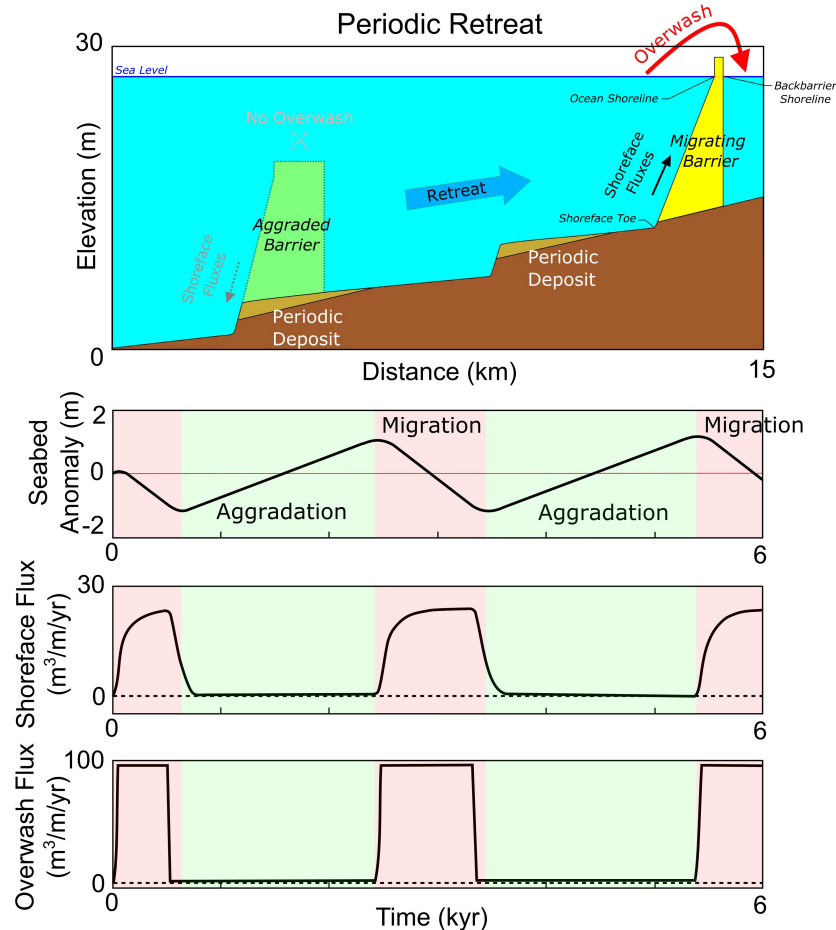 Periodic Retreat
30
Elevation (m)
0
Sea Level
Overwash
Ocean Shoreline
Backbarrier
Shoreline
No Overwash
Migrating
Barrier
Shoreface
Fluxes
Retreat
Shoreface Toe
Aggraded
Barrier
Shoreface
Fluxes
Periodic
Deposit
Periodic
Deposit
Distance (km)
15
Seabed
Anomaly (m)
2
0
A-2
Migration
Migration
Aggradation
Aggradation
0
6
Shoreface Flux
(m³/m/yr)
30
0
0
6
Overwash Flux
(m³/m/yr)
100
0
0
6
Time (kyr)